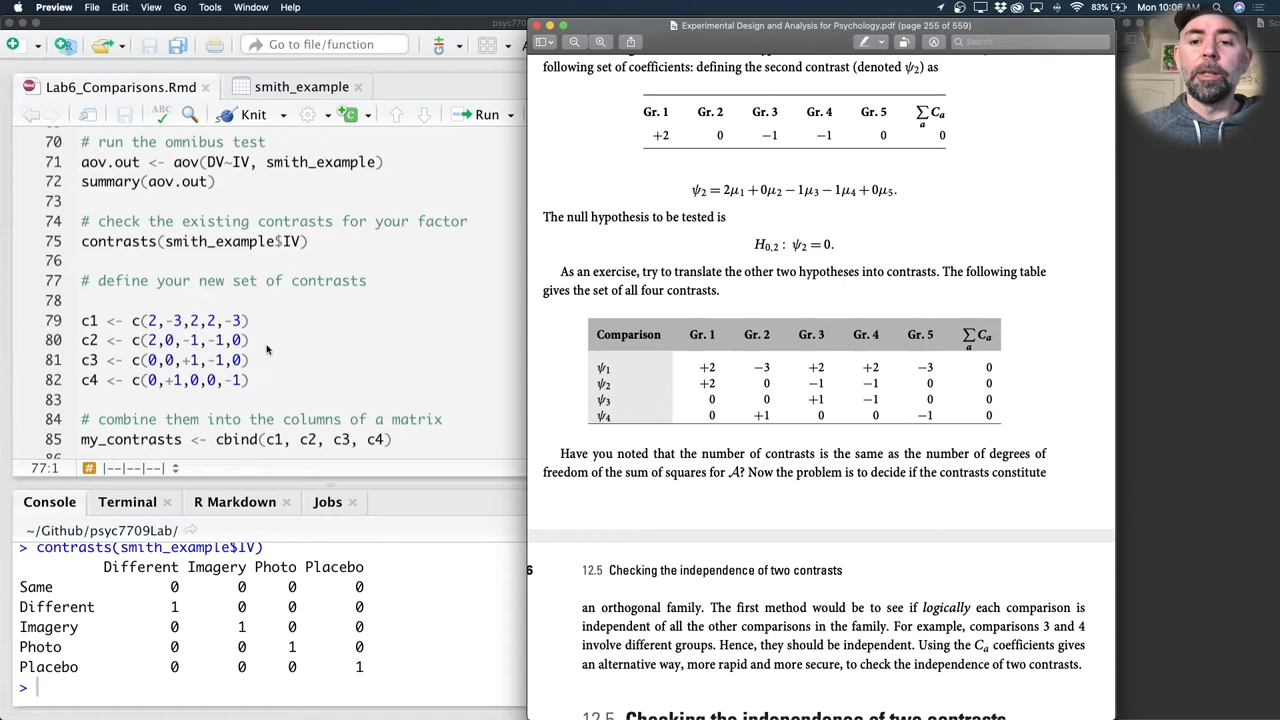 Preview File Edit View Go Tools Window Help
83% Mon 10:06 AM
psyc770
Go to file/function
Lab6_Comparisons.Rmd
smith_example
ABC
Knit
Run
70 # run the omnibus test
71 aov.out <- aov(DV~IV, smith_example)
72 summary(aov.out)
73
74 # check the existing contrasts for your factor
75 contrasts(smith_example$IV)
76
77 # define your new set of contrasts
78
79 c1 <- c(2,-3,2,2,-3)
80 c2 <- c(2,0,-1,-1,0)
81 c3 <- c(0,0,+1,-1,0)
82 c4 <- c(0,+1,0,0,-1)
83
84 # combine them into the columns of a matrix
85 my_contrasts <- cbind(c1, c2, c3, c4)
77:1 # |--|--|--|
Console Terminal R Markdown Jobs
~/Github/psyc7709Lab/
> contrasts(smith_example$IV)
Different Imagery Photo Placebo
Same 0 0 0 0
Different 1 0 0 0
Imagery 0 1 0 0
Photo 0 0 1 0
Placebo 0 0 0 1
>
Experimental Design and Analysis for Psychology.pdf (page 255 of 559)
Search
following set of coefficients: defining the second contrast (denoted ψ2) as
Gr. 1 Gr. 2 Gr. 3 Gr. 4 Gr. 5 ∑a Ca
+2 0 −1 −1 0 0
ψ2 = 2μ1 + 0μ2 − 1μ3 − 1μ4 + 0μ5.
The null hypothesis to be tested is
H0,2 : ψ2 = 0.
As an exercise, try to translate the other two hypotheses into contrasts. The following table
gives the set of all four contrasts.
Comparison Gr. 1 Gr. 2 Gr. 3 Gr. 4 Gr. 5 ∑a Ca
ψ1 +2 −3 +2 +2 −3 0
ψ2 +2 0 −1 −1 0 0
ψ3 0 0 +1 −1 0 0
ψ4 0 +1 0 0 −1 0
Have you noted that the number of contrasts is the same as the number of degrees of
freedom of the sum of squares for A? Now the problem is to decide if the contrasts constitute
6 12.5 Checking the independence of two contrasts
an orthogonal family. The first method would be to see if logically each comparison is
independent of all the other comparisons in the family. For example, comparisons 3 and 4
involve different groups. Hence, they should be independent. Using the Ca coefficients gives
an alternative way, more rapid and more secure, to check the independence of two contrasts.
12.5 Checking the independence of two contrasts